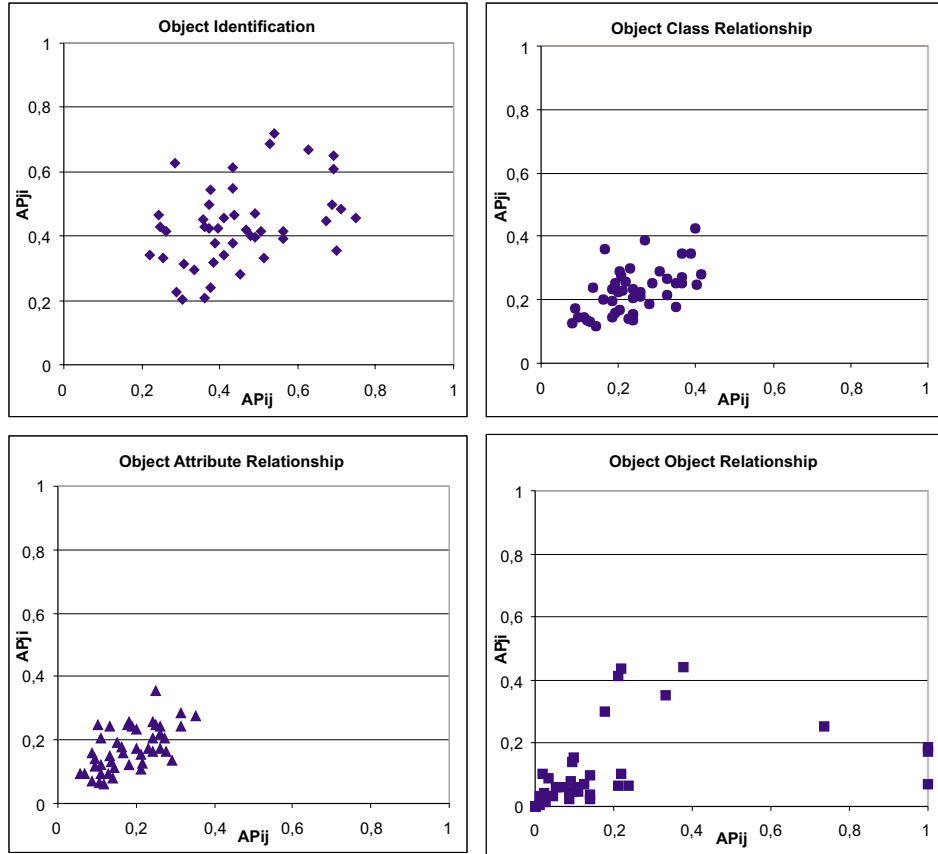 Object Identification
1
0,8
0,6
0,4
0,2
0
APji
0 0,2 0,4 0,6 0,8 1
APij
Object Class Relationship
1
0,8
0,6
0,4
0,2
0
APji
0 0,2 0,4 0,6 0,8 1
APij
Object Attribute Relationship
1
0,8
0,6
0,4
0,2
0
APji
0 0,2 0,4 0,6 0,8 1
APij
Object Object Relationship
1
0,8
0,6
0,4
0,2
0
APji
0 0,2 0,4 0,6 0,8 1
APij